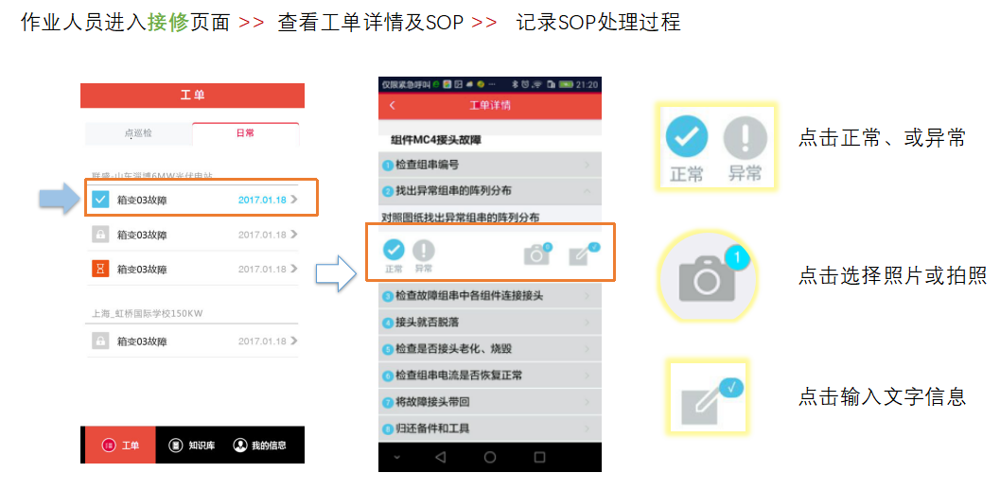 作业人员进入接修页面 >> 查看工单详情及SOP >> 记录SOP处理过程
工单
点巡检
日常
联盛-山东淄博6MW光伏电站
箱变03故障
2017.01.18
箱变03故障
2017.01.18
箱变03故障
2017.01.18
上海_虹桥国际学校150KW
箱变03故障
2017.01.18
工单
知识库
我的信息
仅限紧急呼叫
21:20
工单详情
组件MC4接头故障
1 检查组串编号
2 找出异常组串的阵列分布
对照图纸找出异常组串的阵列分布
正常
异常
0
3 检查故障组串中各组件连接接头
4 接头就否脱落
5 检查是否接头老化、烧毁
6 检查组串电流是否恢复正常
7 将故障接头带回
8 归还备件和工具
正常
异常
点击正常、或异常
1
点击选择照片或拍照
点击输入文字信息